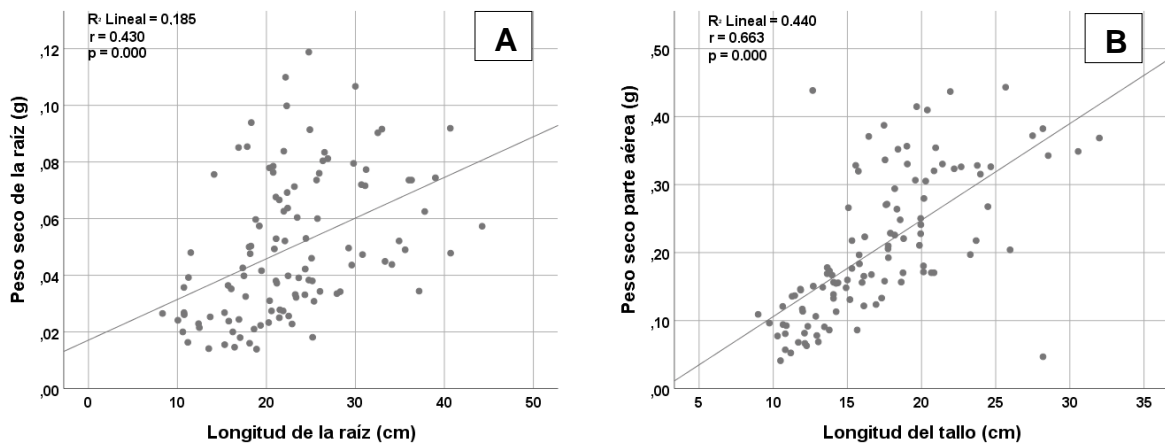 R² Lineal = 0,185
r = 0.430
p = 0.000
A
Peso seco de la raíz (g)
,12
,10
,08
,06
,04
,02
,00
0 10 20 30 40 50
Longitud de la raíz (cm)
R² Lineal = 0.440
r = 0.663
p = 0.000
B
Peso seco parte aérea (g)
,50
,40
,30
,20
,10
,00
5 10 15 20 25 30 35
Longitud del tallo (cm)